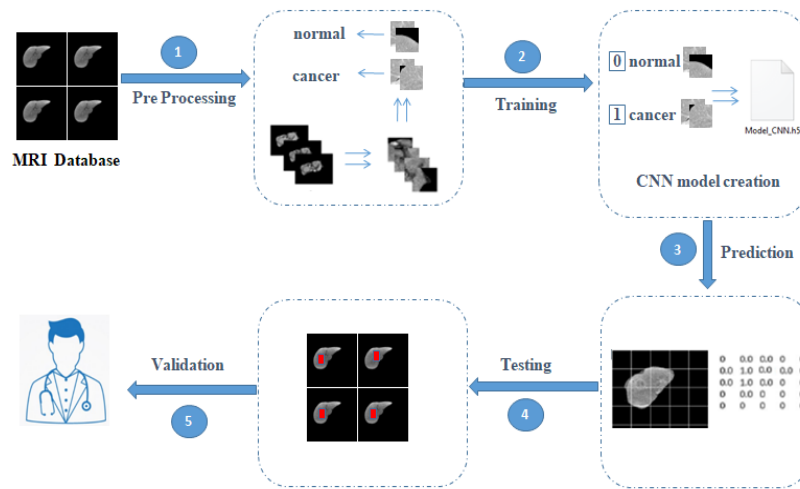 1
Pre Processing
MRI Database
normal
cancer
2
Training
0 normal
1 cancer
Model_CNN.h5
CNN model creation
3
Prediction
0 0.0 0.0 0
0.0 1.0 0.0 0.0 0
0.0 1.0 0.0 0
0 0.0 0 0
0 0 0 0
Testing
4
Validation
5